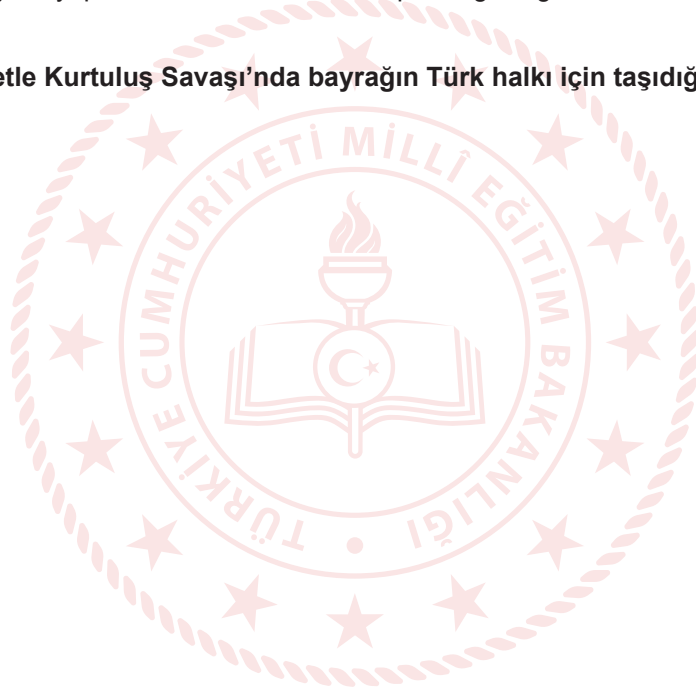 etle Kurtuluş Savaşı’nda bayrağın Türk halkı için taşıdığ
TÜRKİYE CUMHURİYETİ MİLLÎ EĞİTİM BAKANLIĞI